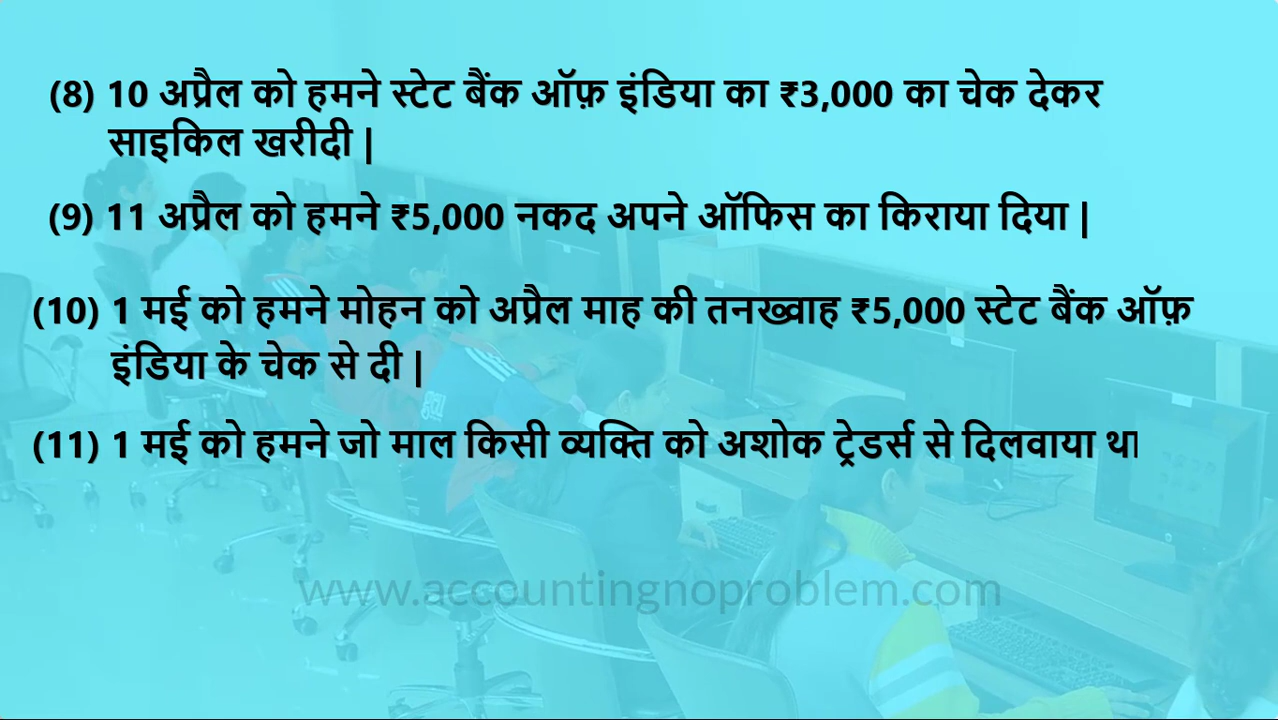 (8) 10 अप्रैल को हमने स्टेट बैंक ऑफ़ इंडिया का ₹3,000 का चेक देकर
साइकिल खरीदी |
(9) 11 अप्रैल को हमने ₹5,000 नकद अपने ऑफिस का किराया दिया |
(10) 1 मई को हमने मोहन को अप्रैल माह की तनख्वाह ₹5,000 स्टेट बैंक ऑफ़
इंडिया के चेक से दी |
(11) 1 मई को हमने जो माल किसी व्यक्ति को अशोक ट्रेडर्स से दिलवाया था
www.accountingnoproblem.com